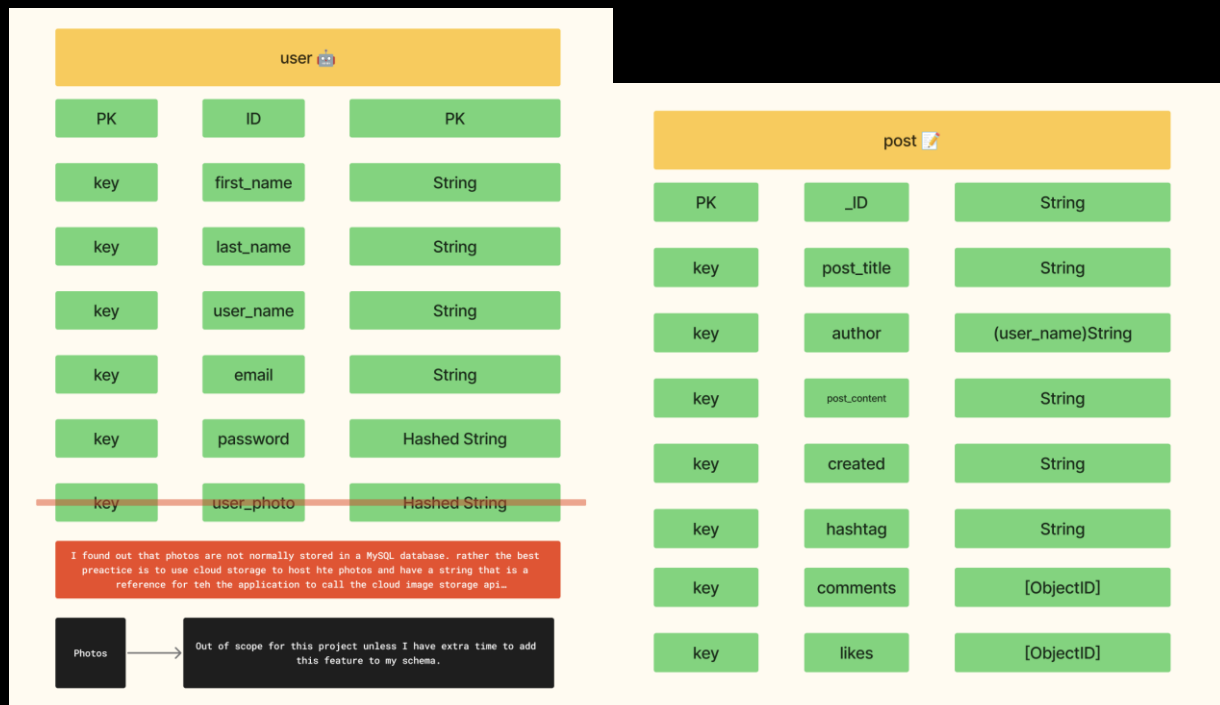 user 🤖
PK ID PK
key first_name String
key last_name String
key user_name String
key email String
key password Hashed String
key user_photo Hashed String
I found out that photos are not normally stored in a MySQL database. rather the best
preactice is to use cloud storage to host hte photos and have a string that is a
reference for teh the application to call the cloud image storage api…
Photos
Out of scope for this project unless I have extra time to add
this feature to my schema.
post 📝
PK _ID String
key post_title String
key author (user_name)String
key post_content String
key created String
key hashtag String
key comments [ObjectID]
key likes [ObjectID]